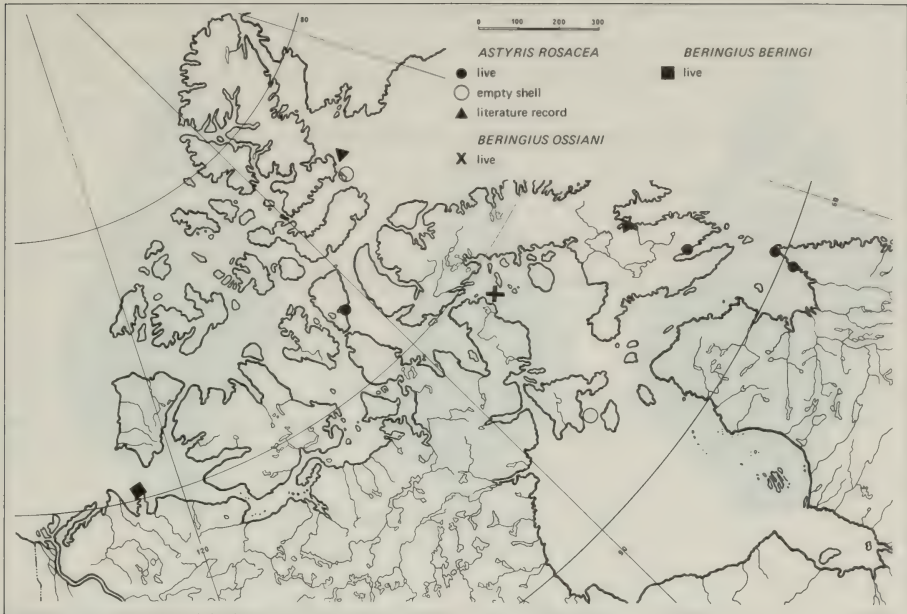 80
0 100 200 300
ASTYRIS ROSACEA
live
empty shell
literature record
BERINGIUS OSSIANI
X live
BERINGIUS BERINGI
live
60
120
80